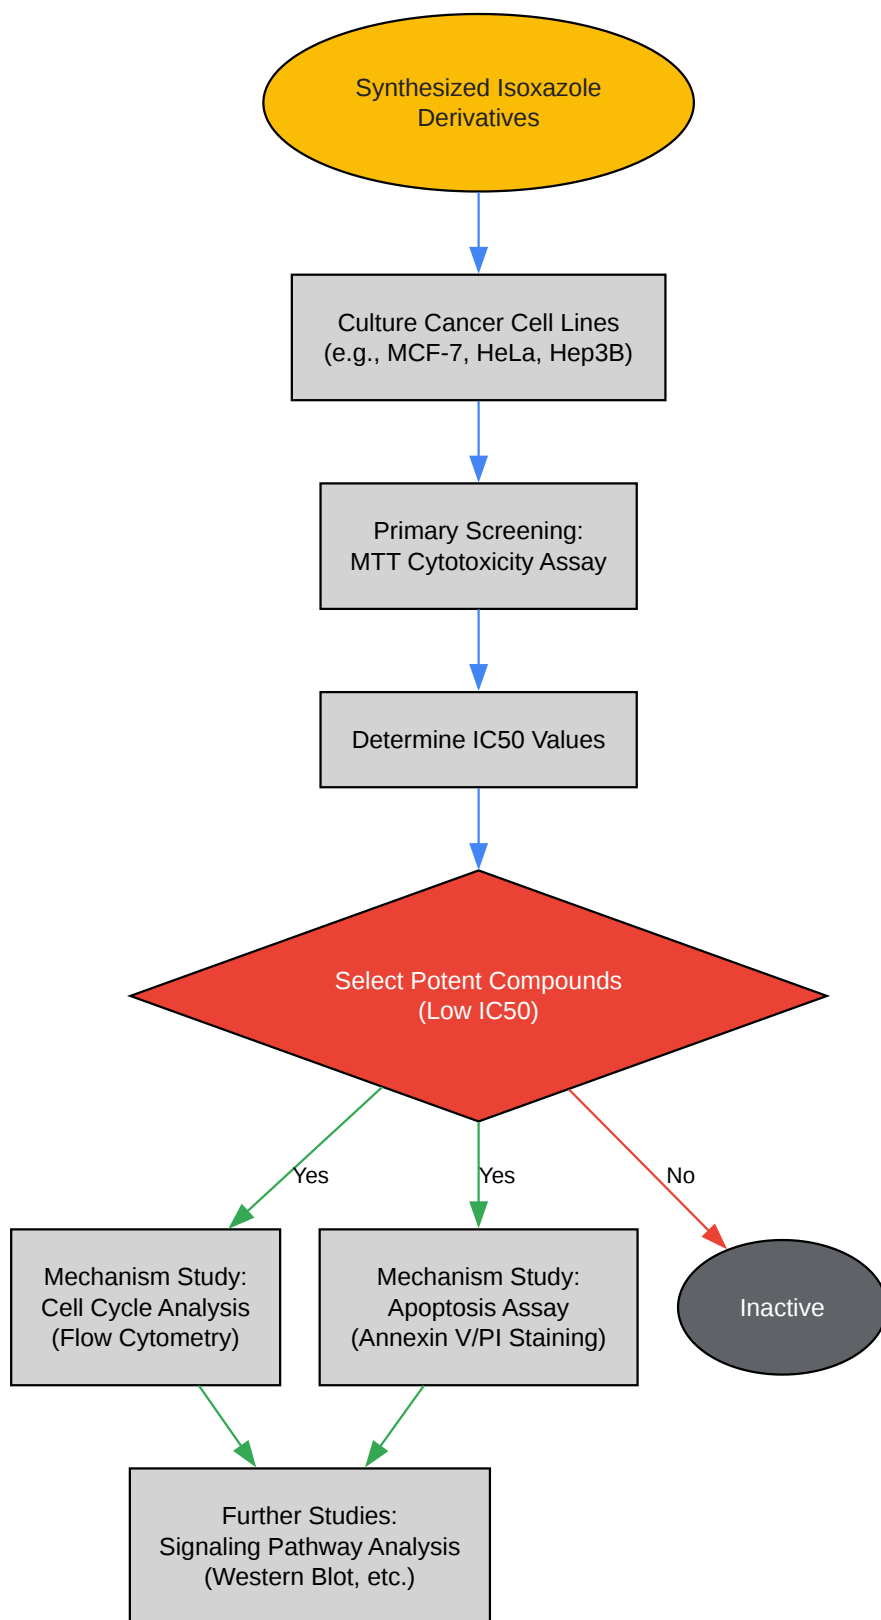 Synthesized Isoxazole
Derivatives
Culture Cancer Cell Lines
(e.g., MCF-7, HeLa, Hep3B)
Primary Screening:
MTT Cytotoxicity Assay
Determine IC50 Values
Select Potent Compounds
(Low IC50)
Yes
Yes
No
Mechanism Study:
Cell Cycle Analysis
(Flow Cytometry)
Mechanism Study:
Apoptosis Assay
(Annexin V/PI Staining)
Inactive
Further Studies:
Signaling Pathway Analysis
(Western Blot, etc.)